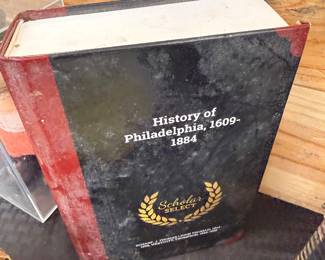 History of
Philadelphia, 1609-
1884
Scholar
SELECT